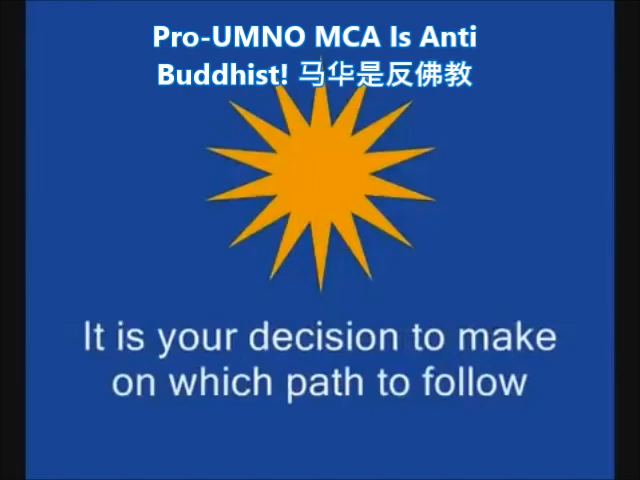 Pro-UMNO MCA Is Anti
Buddhist! 马华是反佛教
It is your decision to make
on which path to follow